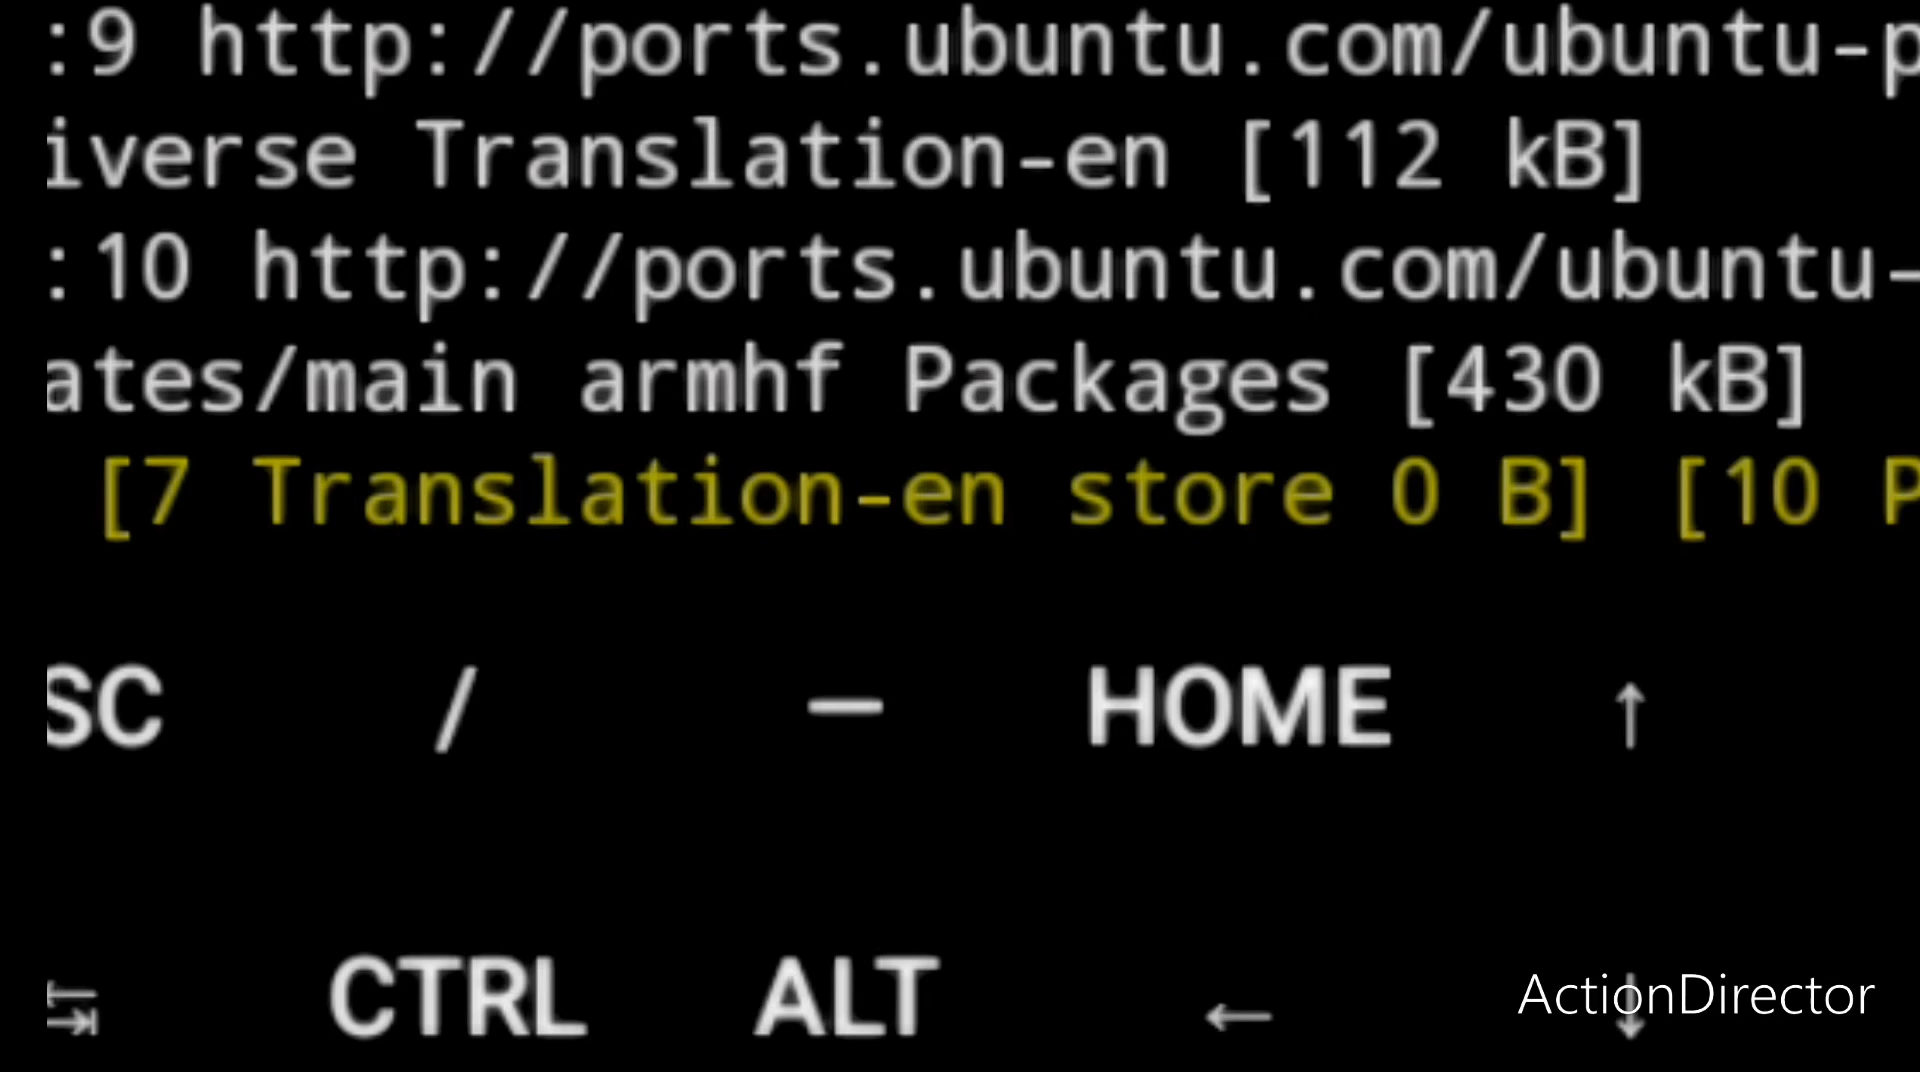 :9 http://ports.ubuntu.com/ubuntu-p
iverse Translation-en [112 kB]
:10 http://ports.ubuntu.com/ubuntu-
ates/main armhf Packages [430 kB]
[7 Translation-en store 0 B] [10 P
SC / — HOME ↑
↹ CTRL ALT ← ↓
ActionDirector